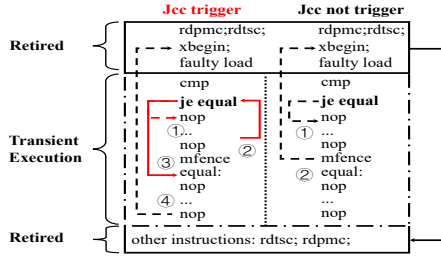 Jcc trigger Jcc not trigger
Retired rdpmc;rdtsc; rdpmc;rdtsc;
xbegin; xbegin;
faulty load faulty load
cmp cmp
je equal je equal
nop nop
① ... ① ...
② nop nop
③ mfence mfence
equal: ② equal:
nop nop
④ ... ...
nop nop
Transient
Execution
Retired other instructions: rdtsc; rdpmc;